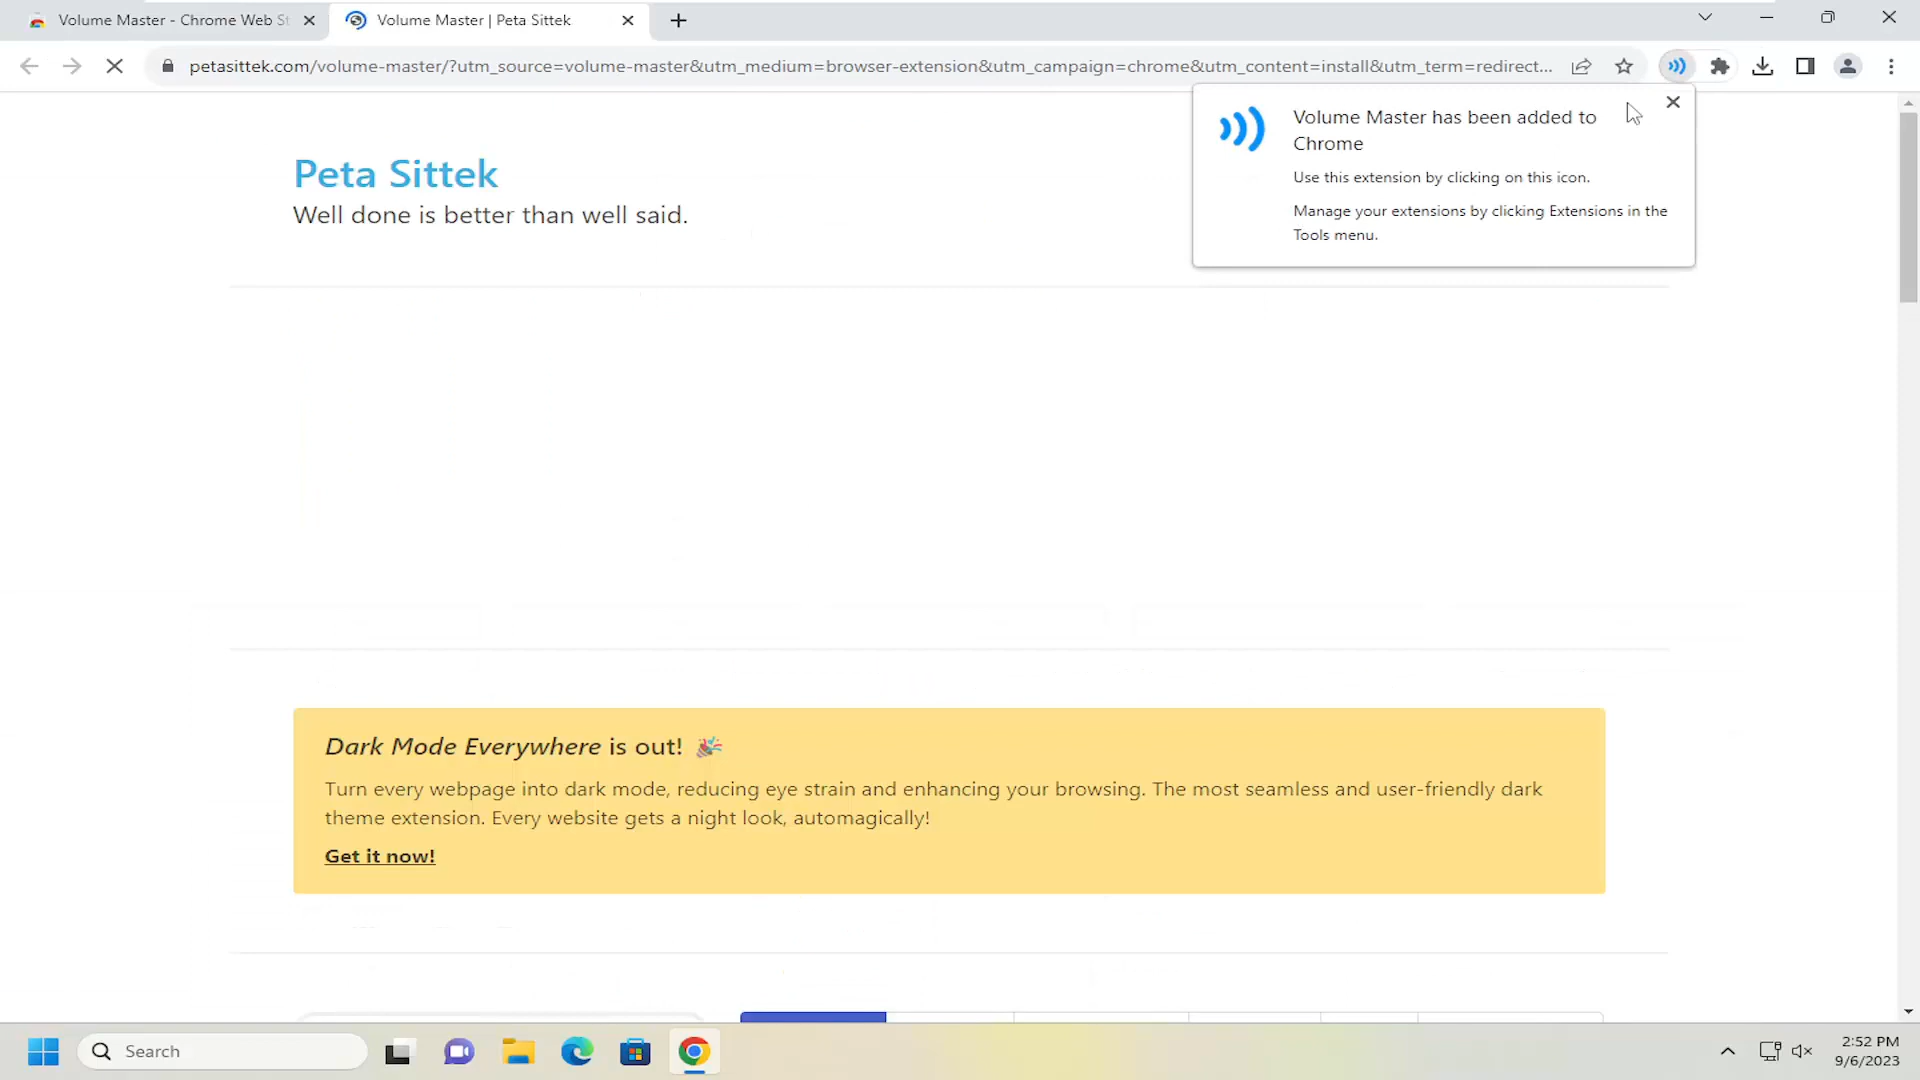 Volume Master - Chrome Web St
Volume Master | Peta Sittek
petasittek.com/volume-master/?utm_source=volume-master&utm_medium=browser-extension&utm_campaign=chrome&utm_content=install&utm_term=redirect...
Volume Master has been added to
Chrome
Use this extension by clicking on this icon.
Manage your extensions by clicking Extensions in the
Tools menu.
Peta Sittek
Well done is better than well said.
Dark Mode Everywhere is out!
Turn every webpage into dark mode, reducing eye strain and enhancing your browsing. The most seamless and user-friendly dark
theme extension. Every website gets a night look, automagically!
Get it now!
Search
2:52 PM
9/6/2023